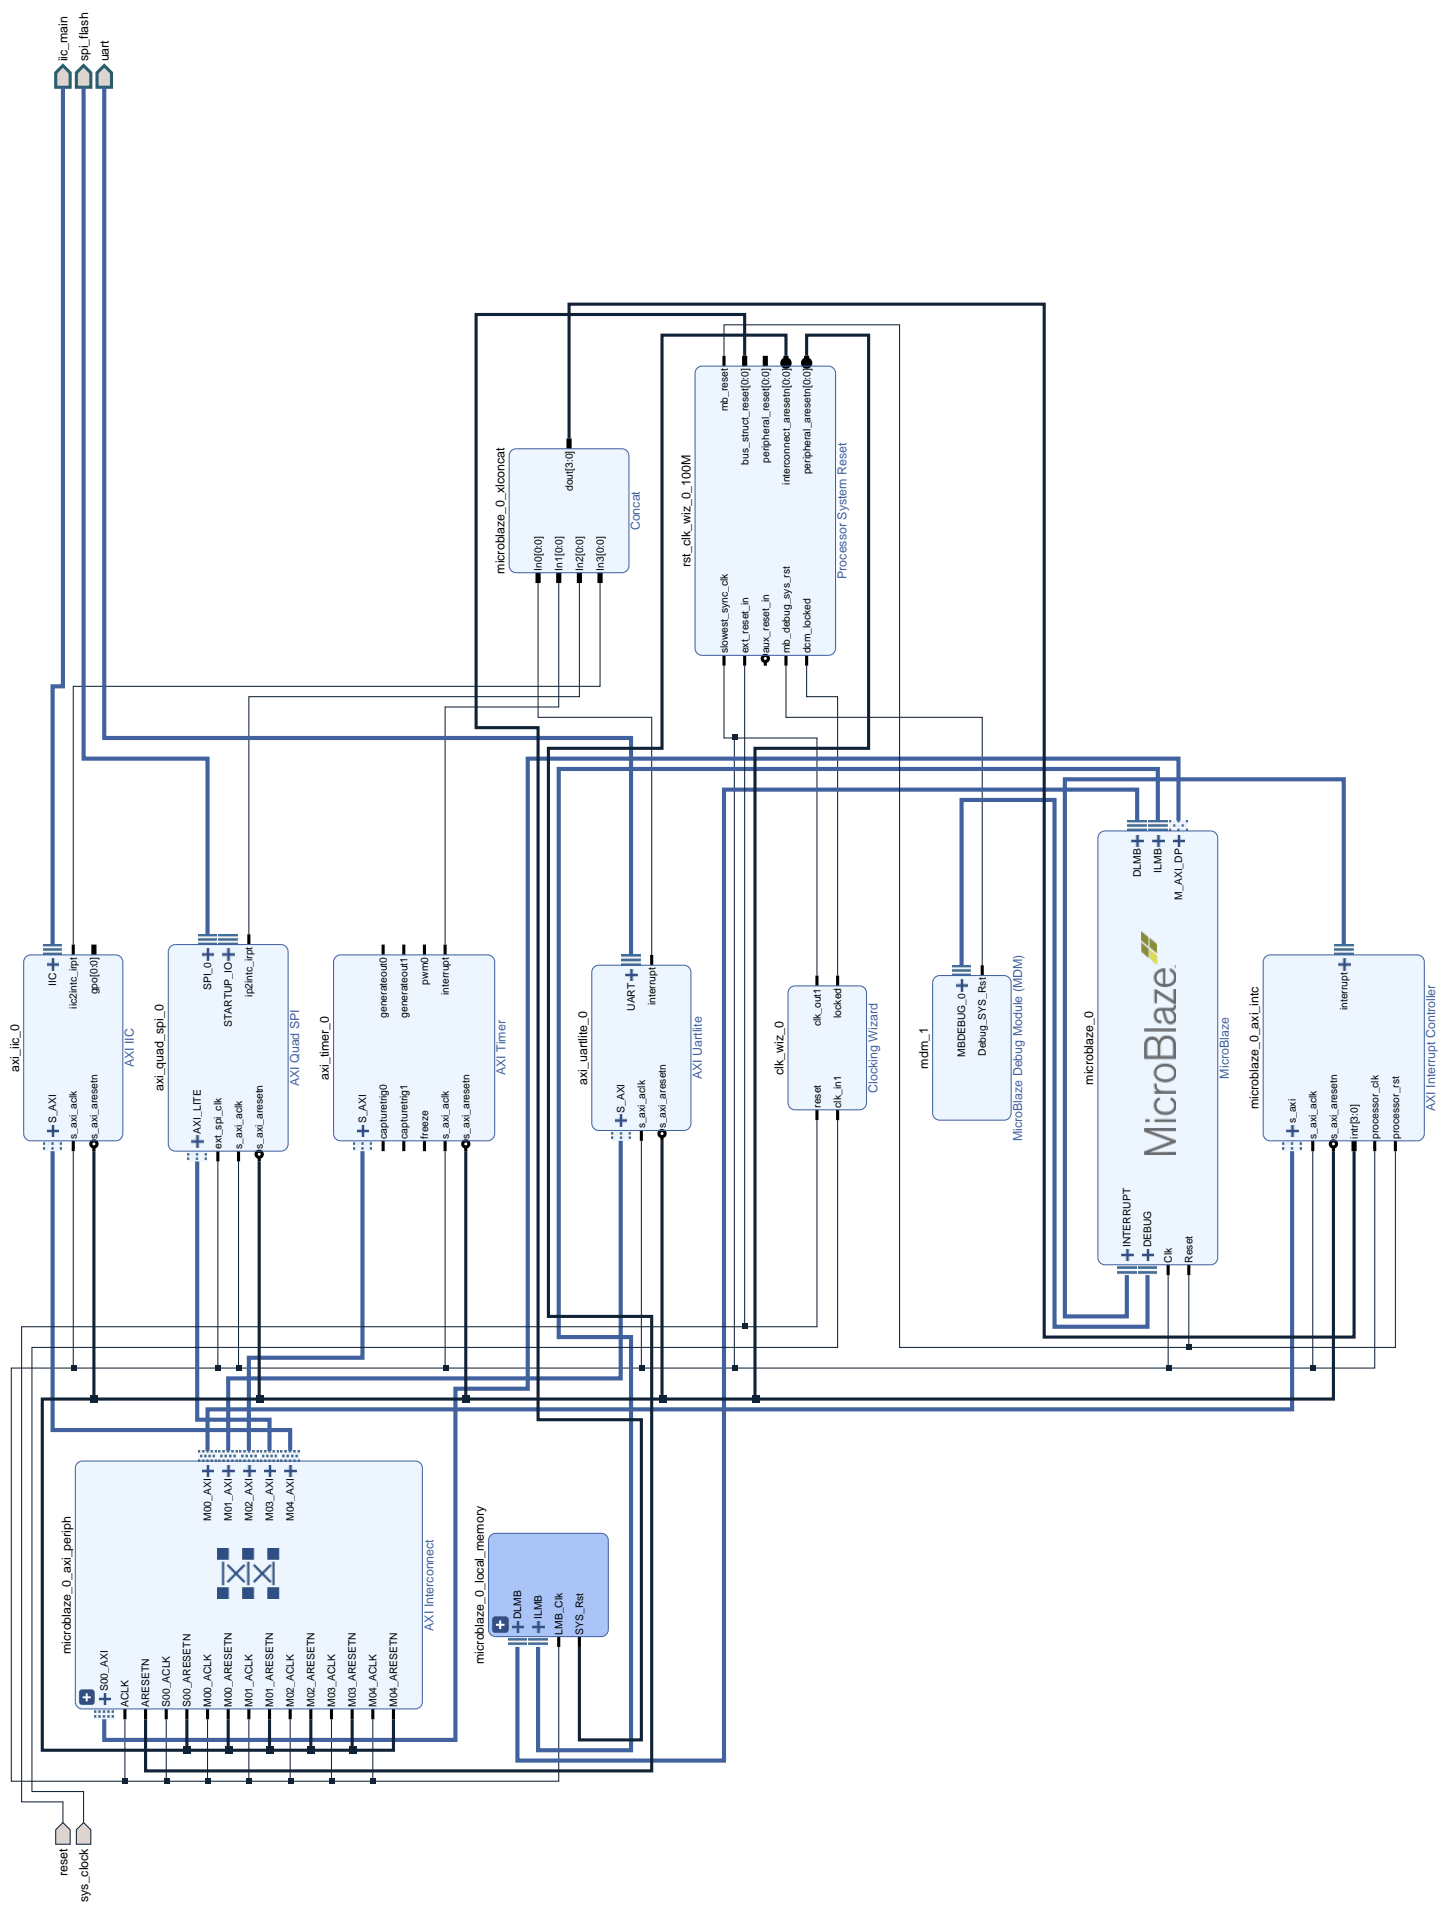 iic_main
spi_flash
uart
axi_iic_0
IIC
iic2intc_irpt
gpo[0:0]
S_AXI
s_axi_aclk
s_axi_aresetn
AXI IIC
axi_quad_spi_0
SPI_0
STARTUP_IO
ip2intc_irpt
AXI_LITE
ext_spi_clk
s_axi_aclk
s_axi_aresetn
AXI Quad SPI
axi_timer_0
S_AXI
capturetrig0
capturetrig1
freeze
s_axi_aclk
s_axi_aresetn
generateout0
generateout1
pwm0
interrupt
AXI Timer
microblaze_0_xlconcat
In0[0:0]
In1[0:0]
In2[0:0]
In3[0:0]
dout[3:0]
Concat
axi_uartlite_0
S_AXI
s_axi_aclk
s_axi_aresetn
UART
interrupt
AXI Uartlite
rst_clk_wiz_0_100M
slowest_sync_clk
ext_reset_in
aux_reset_in
mb_debug_sys_rst
dcm_locked
mb_reset
bus_struct_reset[0:0]
peripheral_reset[0:0]
interconnect_aresetn[0:0]
peripheral_aresetn[0:0]
Processor System Reset
clk_wiz_0
reset
clk_in1
clk_out1
locked
Clocking Wizard
mdm_1
MBDEBUG_0
Debug_SYS_Rst
MicroBlaze Debug Module (MDM)
microblaze_0
INTERRUPT
DEBUG
Clk
Reset
MicroBlaze
DLMB
ILMB
M_AXI_DP
MicroBlaze
microblaze_0_axi_intc
s_axi
s_axi_aclk
s_axi_aresetn
intr[3:0]
processor_clk
processor_rst
interrupt
AXI Interrupt Controller
microblaze_0_axi_periph
S00_AXI
ACLK
ARESETN
S00_ACLK
S00_ARESETN
M00_ACLK
M00_ARESETN
M01_ACLK
M01_ARESETN
M02_ACLK
M02_ARESETN
M03_ACLK
M03_ARESETN
M04_ACLK
M04_ARESETN
M00_AXI
M01_AXI
M02_AXI
M03_AXI
M04_AXI
AXI Interconnect
microblaze_0_local_memory
DLMB
ILMB
LMB_Clk
SYS_Rst
reset
sys_clock